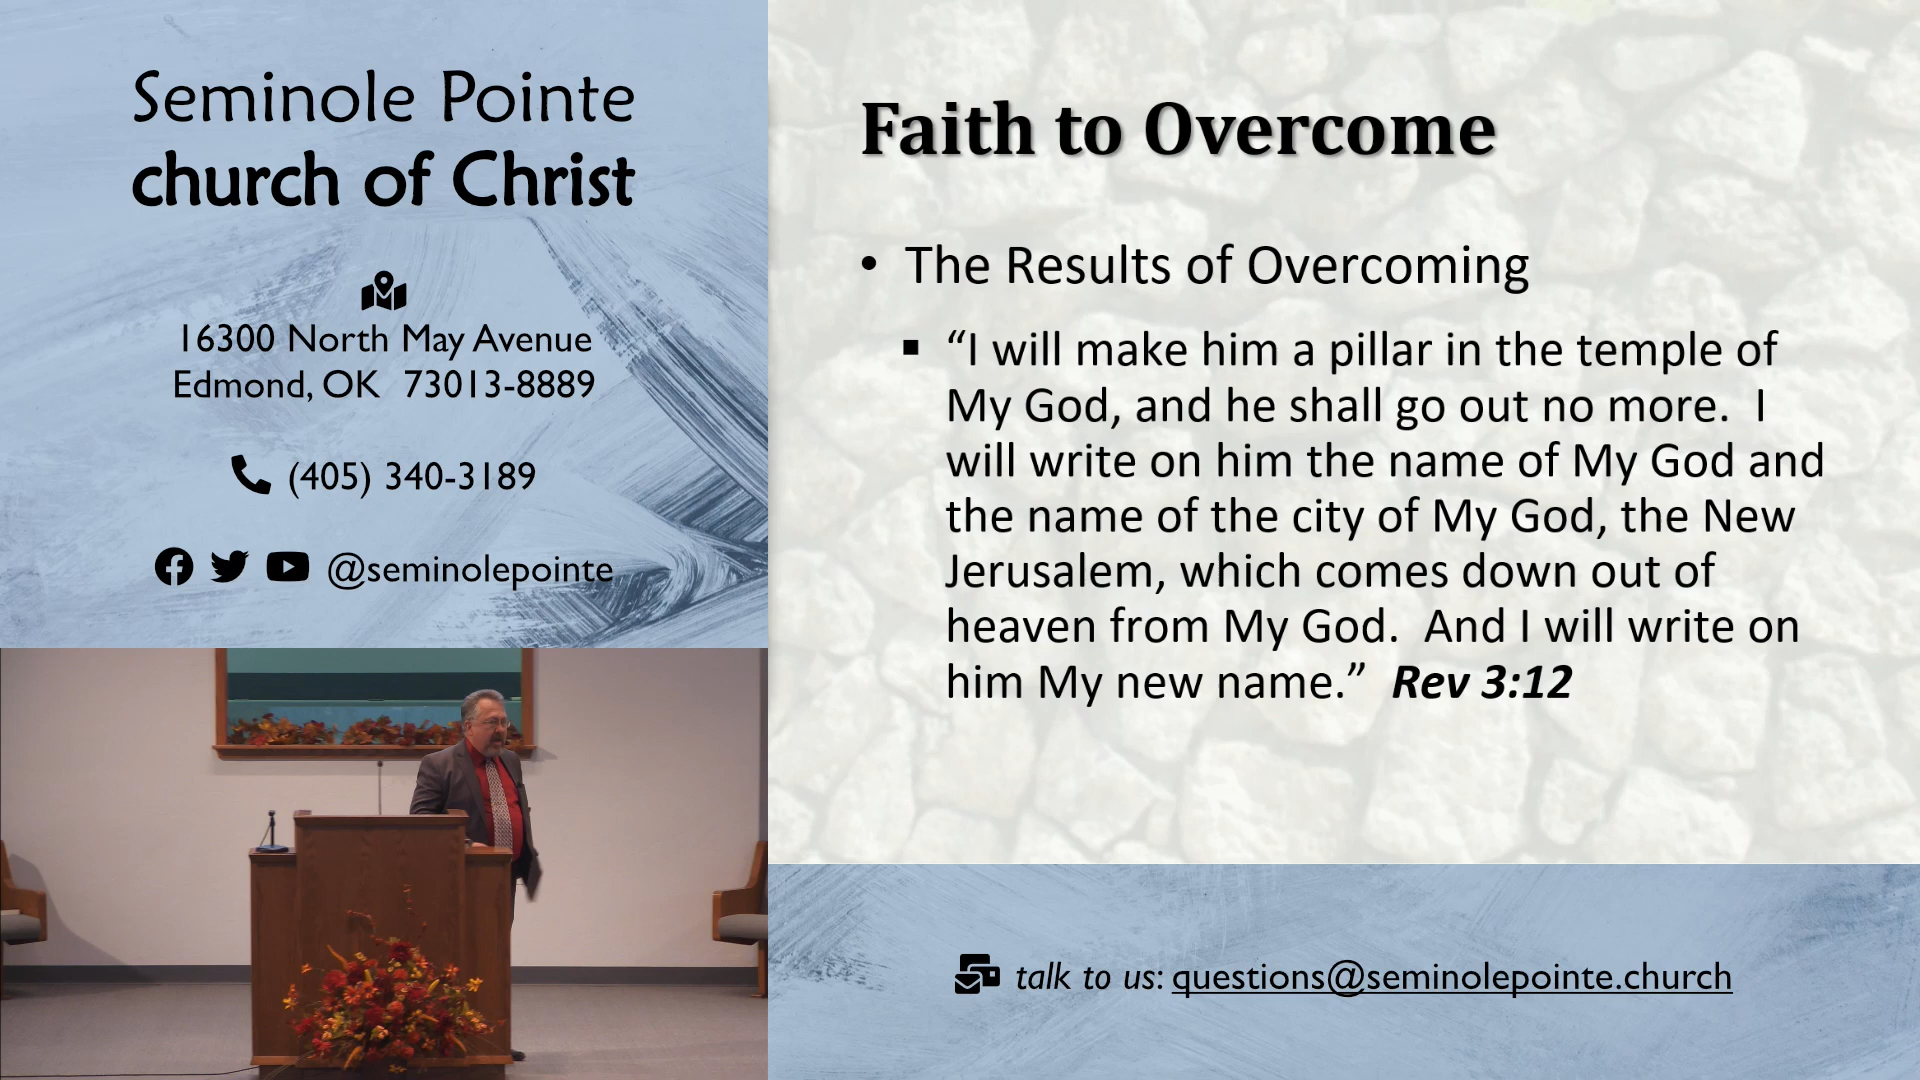 Seminole Pointe
church of Christ
16300 North May Avenue
Edmond, OK  73013-8889
(405) 340-3189
@seminolepointe
Faith to Overcome
• The Results of Overcoming
▪ “I will make him a pillar in the temple of
My God, and he shall go out no more.  I
will write on him the name of My God and
the name of the city of My God, the New
Jerusalem, which comes down out of
heaven from My God.  And I will write on
him My new name.”  Rev 3:12
talk to us: questions@seminolepointe.church